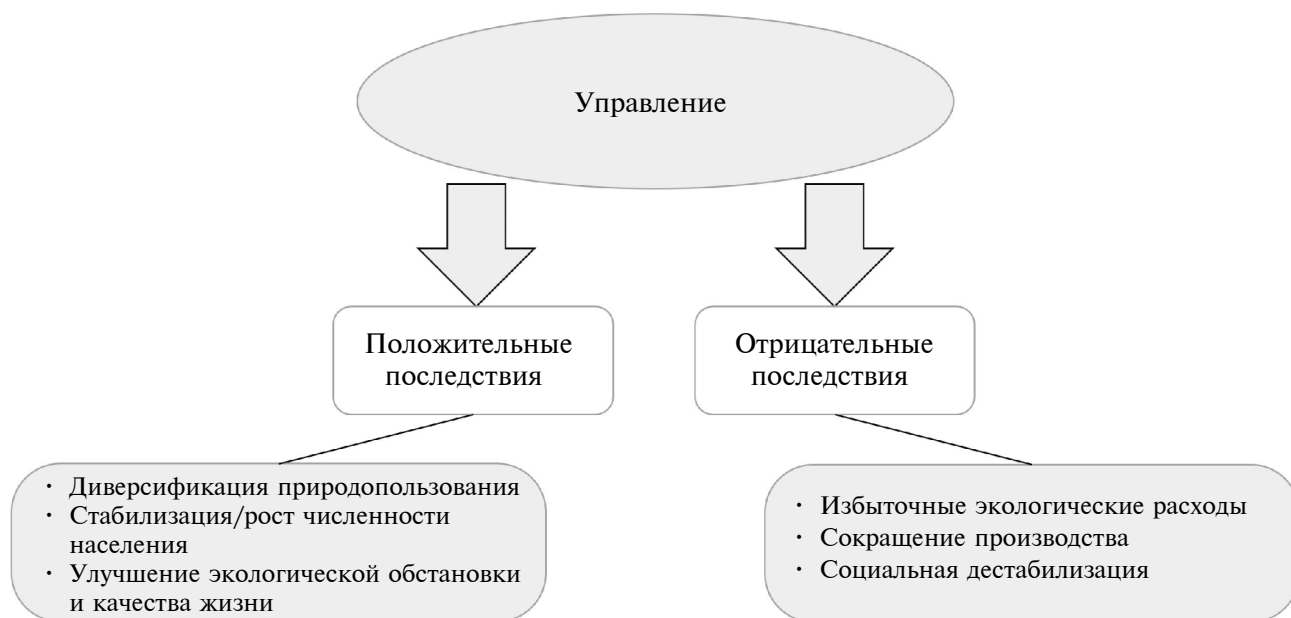 Управление
Положительные
последствия
Отрицательные
последствия
· Диверсификация природопользования
· Стабилизация/рост численности
населения
· Улучшение экологической обстановки
и качества жизни
· Избыточные экологические расходы
· Сокращение производства
· Социальная дестабилизация